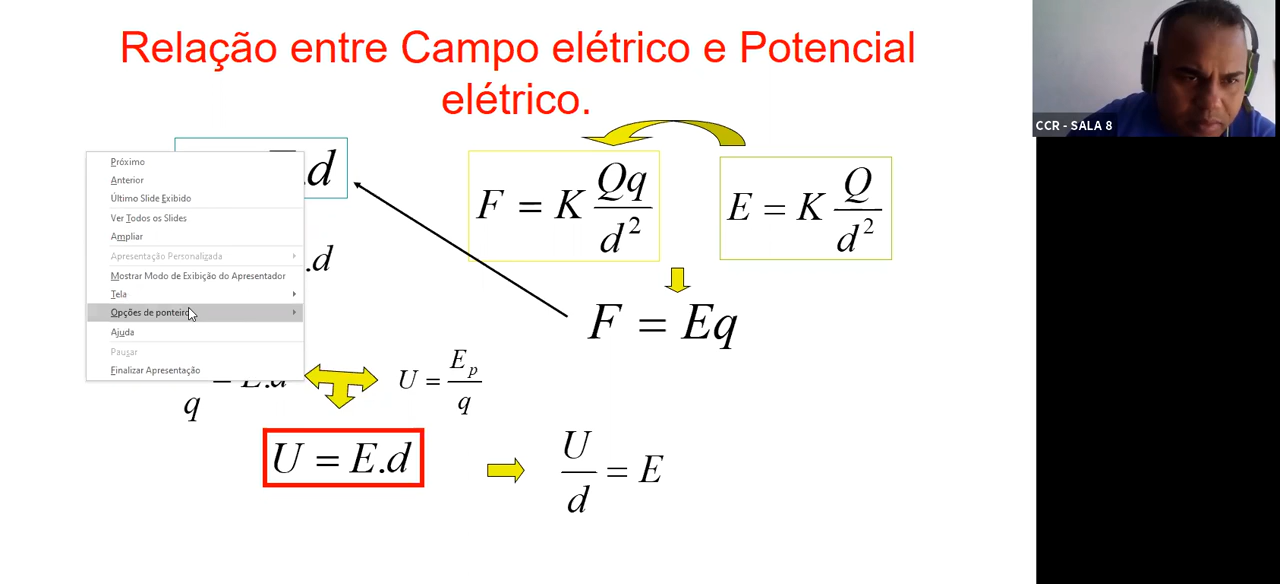 Relação entre Campo elétrico e Potencial
elétrico.
CCR - SALA 8
.d
F = K Qq/d²
E = K Q/d²
Próximo
Anterior
Último Slide Exibido
Ver Todos os Slides
Ampliar
Apresentação Personalizada
Mostrar Modo de Exibição do Apresentador
Tela
Opções de ponteiro
Ajuda
Pausar
Finalizar Apresentação
.d
F = Eq
q
= E.d
U = Ep/q
U = E.d
U/d = E